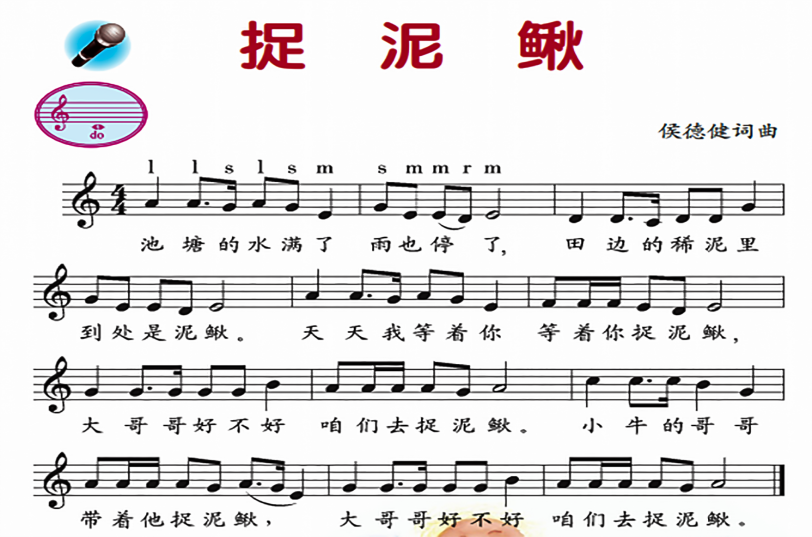 捉泥鳅
do
侯德健词曲
l l s l s m s m m r m
4
4
池塘的水满了 雨也停了, 田边的稀泥里
到处是泥鳅。 天天我等着你 等着你捉泥鳅,
大哥哥好不好 咱们去捉泥鳅。 小牛的哥哥
带着他捉泥鳅, 大哥哥好不好 咱们去捉泥鳅。